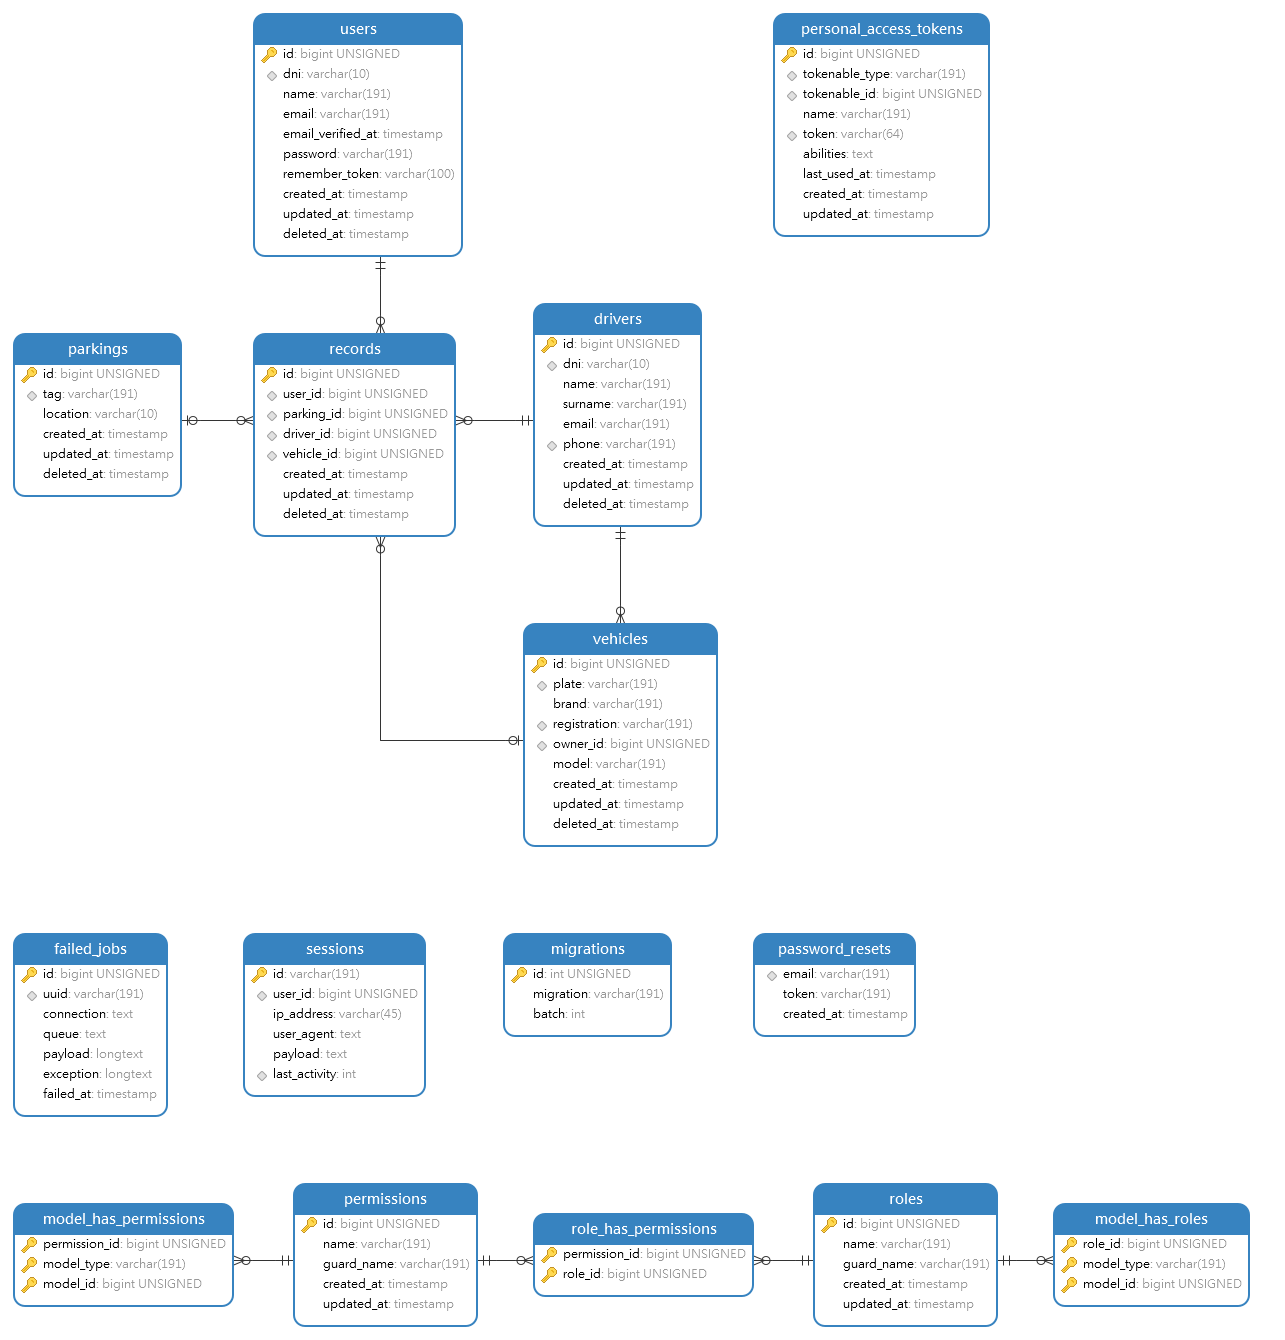 users
id: bigint UNSIGNED
dni: varchar(10)
name: varchar(191)
email: varchar(191)
email_verified_at: timestamp
password: varchar(191)
remember_token: varchar(100)
created_at: timestamp
updated_at: timestamp
deleted_at: timestamp
personal_access_tokens
id: bigint UNSIGNED
tokenable_type: varchar(191)
tokenable_id: bigint UNSIGNED
name: varchar(191)
token: varchar(64)
abilities: text
last_used_at: timestamp
created_at: timestamp
updated_at: timestamp
parkings
id: bigint UNSIGNED
tag: varchar(191)
location: varchar(10)
created_at: timestamp
updated_at: timestamp
deleted_at: timestamp
records
id: bigint UNSIGNED
user_id: bigint UNSIGNED
parking_id: bigint UNSIGNED
driver_id: bigint UNSIGNED
vehicle_id: bigint UNSIGNED
created_at: timestamp
updated_at: timestamp
deleted_at: timestamp
drivers
id: bigint UNSIGNED
dni: varchar(10)
name: varchar(191)
surname: varchar(191)
email: varchar(191)
phone: varchar(191)
created_at: timestamp
updated_at: timestamp
deleted_at: timestamp
vehicles
id: bigint UNSIGNED
plate: varchar(191)
brand: varchar(191)
registration: varchar(191)
owner_id: bigint UNSIGNED
model: varchar(191)
created_at: timestamp
updated_at: timestamp
deleted_at: timestamp
failed_jobs
id: bigint UNSIGNED
uuid: varchar(191)
connection: text
queue: text
payload: longtext
exception: longtext
failed_at: timestamp
sessions
id: varchar(191)
user_id: bigint UNSIGNED
ip_address: varchar(45)
user_agent: text
payload: text
last_activity: int
migrations
id: int UNSIGNED
migration: varchar(191)
batch: int
password_resets
email: varchar(191)
token: varchar(191)
created_at: timestamp
model_has_permissions
permission_id: bigint UNSIGNED
model_type: varchar(191)
model_id: bigint UNSIGNED
permissions
id: bigint UNSIGNED
name: varchar(191)
guard_name: varchar(191)
created_at: timestamp
updated_at: timestamp
role_has_permissions
permission_id: bigint UNSIGNED
role_id: bigint UNSIGNED
roles
id: bigint UNSIGNED
name: varchar(191)
guard_name: varchar(191)
created_at: timestamp
updated_at: timestamp
model_has_roles
role_id: bigint UNSIGNED
model_type: varchar(191)
model_id: bigint UNSIGNED